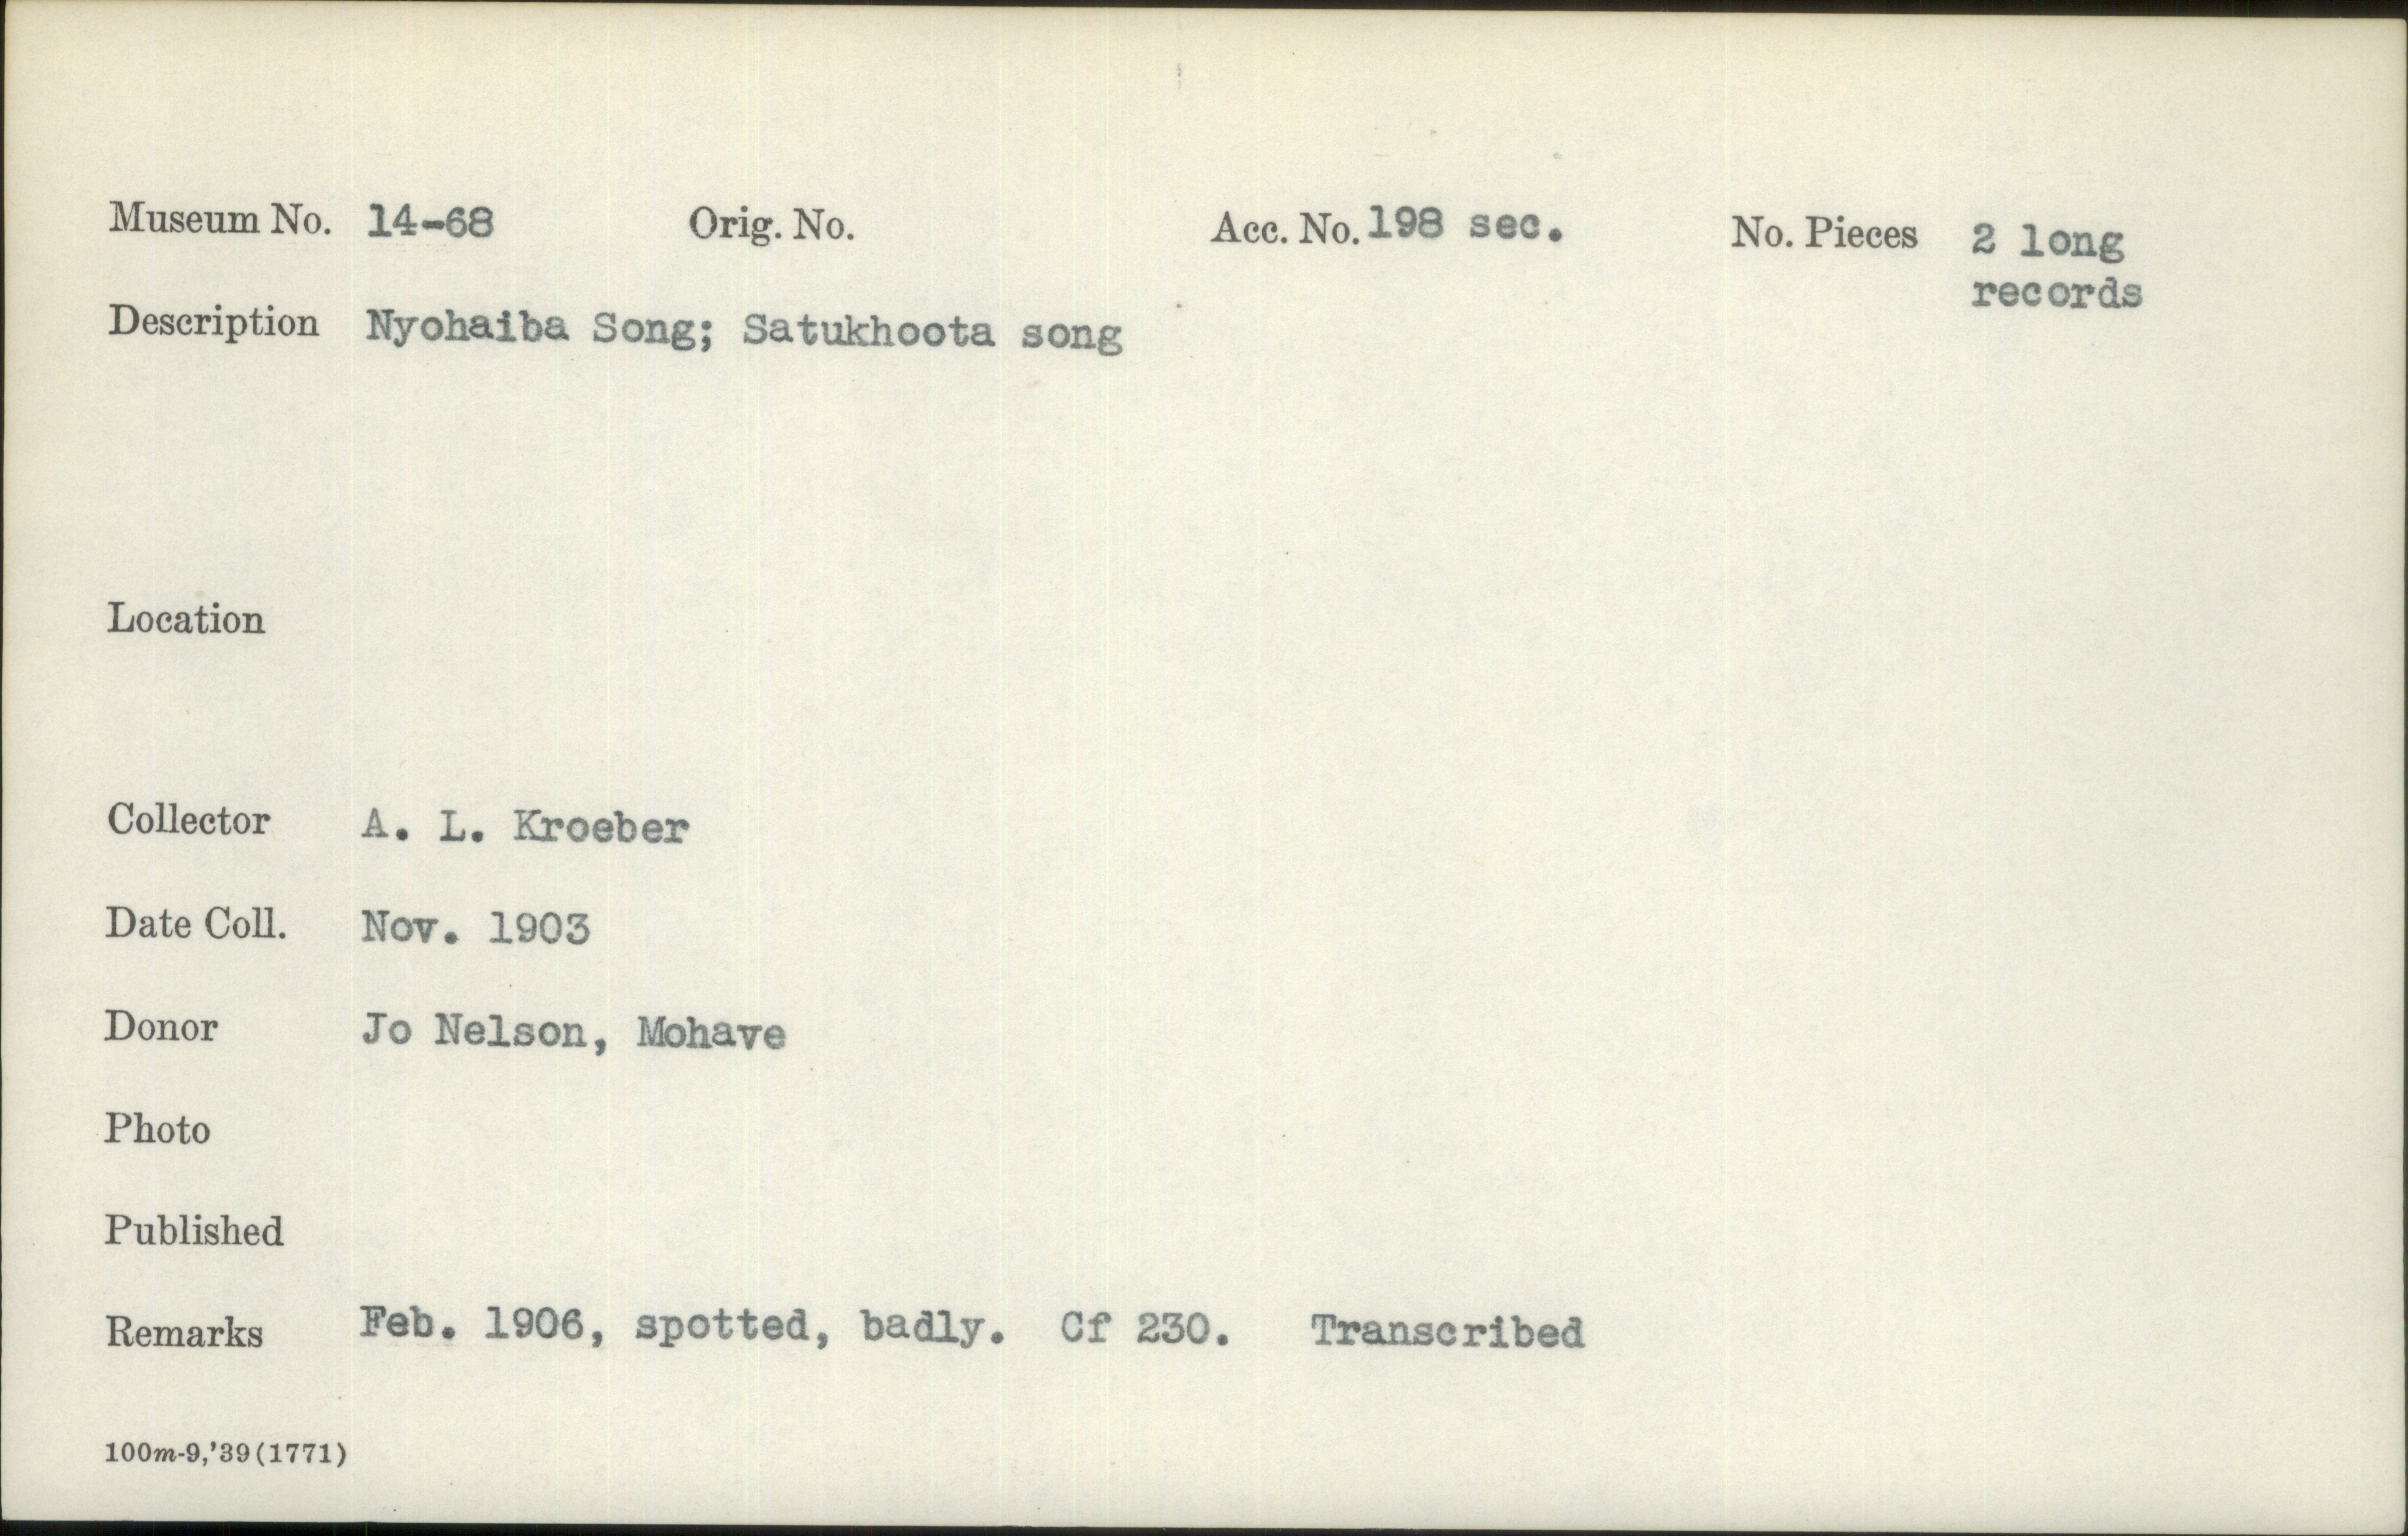 Museum No. 14-68 Orig. No. Acc. No. 198 sec. No. Pieces 2 long
records
Description Nyohaiba Song; Satukhoota song
Location
Collector A. L. Kroeber
Date Coll. Nov. 1903
Donor Jo Nelson, Mohave
Photo
Published
Remarks Feb. 1906, spotted, badly. Cf 230. Transcribed
100m-9,'39(1771)